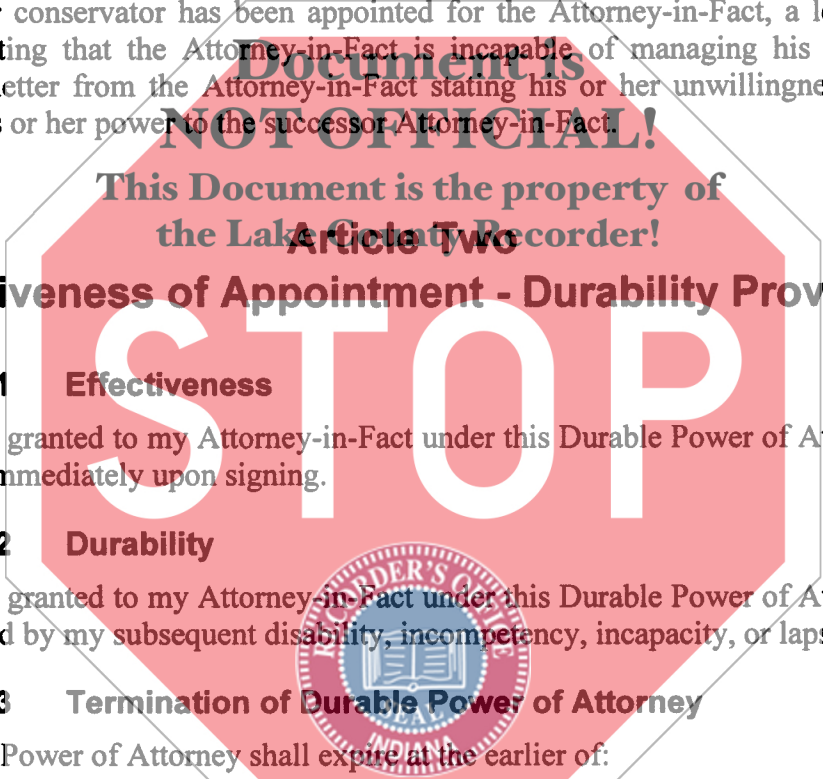 conservator has been appointed for the Attorney-in-Fact, a
ting that the Attorney-in-Fact is incapable of managing his
etter from the Attorney-in-Fact stating his or her
or her power to the successor Attorney-in-Fact.
Document is
NOT OFFICIAL!
This Document is the property of
the Lake County Recorder!
Article Two
iveness of Appointment - Durability Prov
1 Effectiveness
granted to my Attorney-in-Fact under this Durable Power of A
mmediately upon signing.
STOP
2 Durability
granted to my Attorney-in-Fact under this Durable Power of A
d by my subsequent disability, incompetency, incapacity, or laps
3 Termination of Durable Power of Attorney
Power of Attorney shall expire at the earlier of:
RECORDER'S OFFICE
SEAL
INDIANA